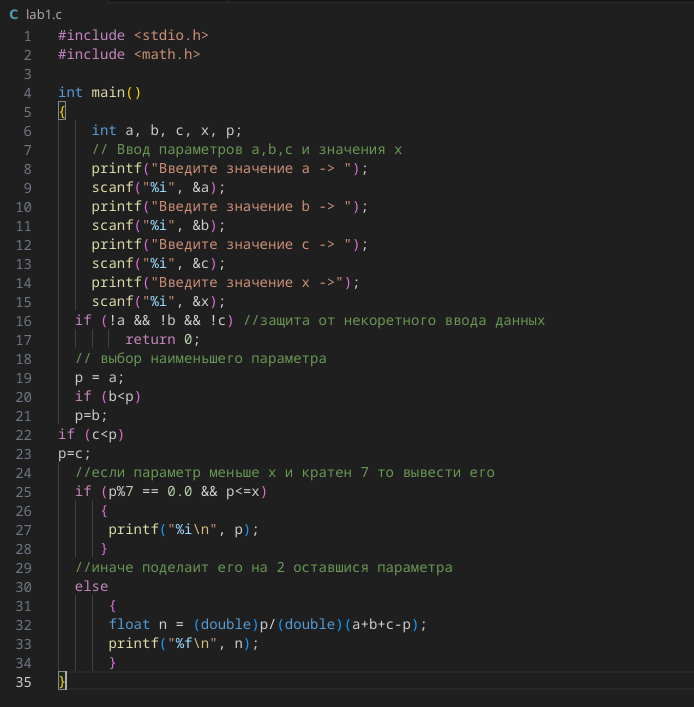 C lab1.c
1 #include <stdio.h>
2 #include <math.h>
3
4 int main()
5 {
6 int a, b, c, x, p;
7 // Ввод параметров a,b,c и значения x
8 printf("Введите значение a -> ");
9 scanf("%i", &a);
10 printf("Введите значение b -> ");
11 scanf("%i", &b);
12 printf("Введите значение c -> ");
13 scanf("%i", &c);
14 printf("Введите значение x ->");
15 scanf("%i", &x);
16 if (!a && !b && !c) //защита от некоретного ввода данных
17 return 0;
18 // выбор наименьшего параметра
19 p = a;
20 if (b<p)
21 p=b;
22 if (c<p)
23 p=c;
24 //если параметр меньше x и кратен 7 то вывести его
25 if (p%7 == 0.0 && p<=x)
26 {
27 printf("%i\n", p);
28 }
29 //иначе поделаит его на 2 оставшися параметра
30 else
31 {
32 float n = (double)p/(double)(a+b+c-p);
33 printf("%f\n", n);
34 }
35 }